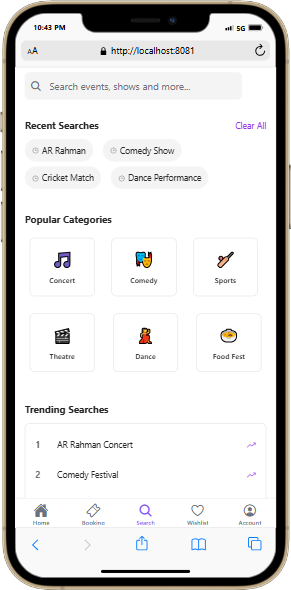 10:43 PM 5G
AA http://localhost:8081
Search events, shows and more...
Recent Searches Clear All
AR Rahman Comedy Show
Cricket Match Dance Performance
Popular Categories
Concert Comedy Sports
Theatre Dance Food Fest
Trending Searches
1 AR Rahman Concert
2 Comedy Festival
Home Booking Search Wishlist Account